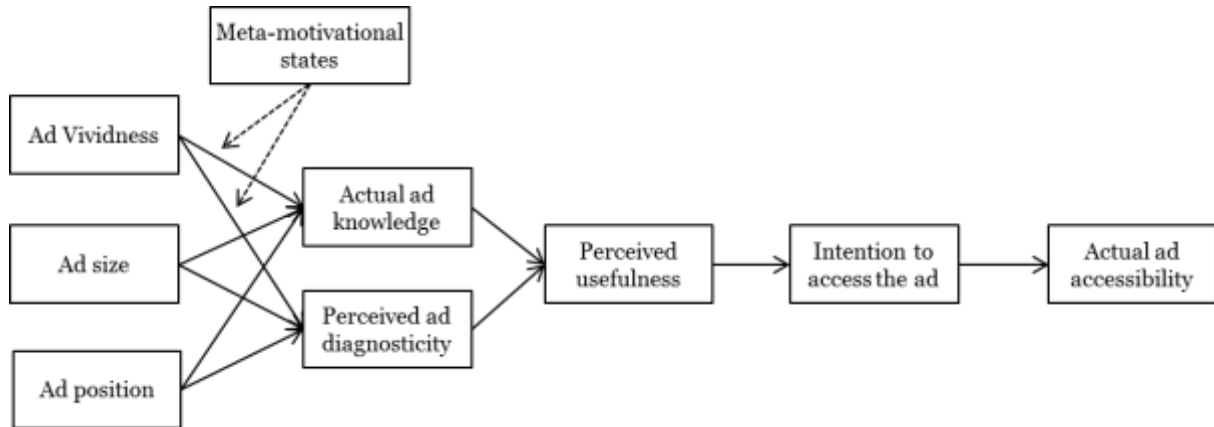 Meta-motivational
states
Ad Vividness
Actual ad
knowledge
Ad size
Perceived
usefulness
Intention to
access the ad
Actual ad
accessibility
Perceived ad
diagnosticity
Ad position